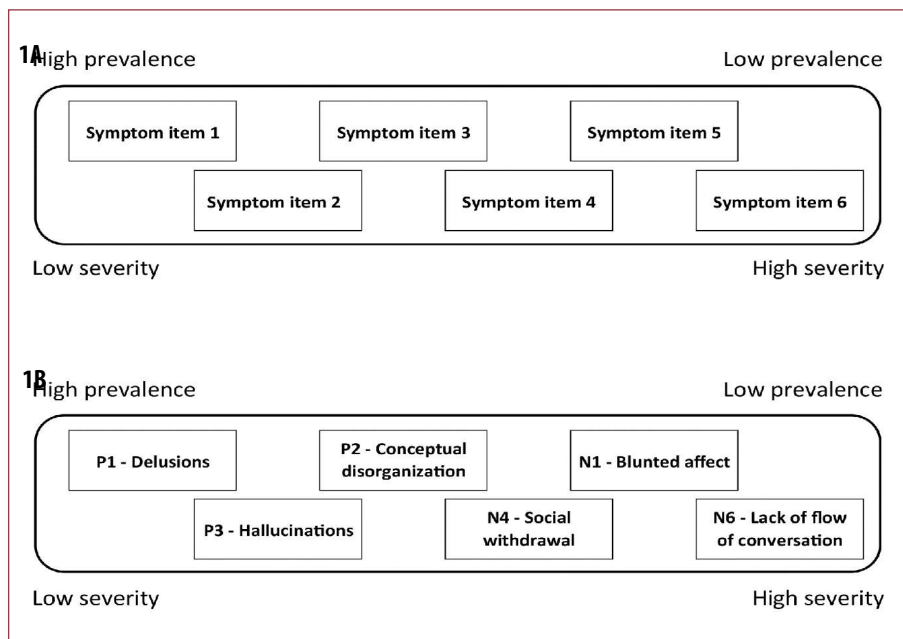 1A
High prevalence Low prevalence
Symptom item 1 Symptom item 3 Symptom item 5
Symptom item 2 Symptom item 4 Symptom item 6
Low severity High severity
1B
High prevalence Low prevalence
P1 - Delusions
P2 - Conceptual
disorganization
N1 - Blunted affect
P3 - Hallucinations
N4 - Social
withdrawal
N6 - Lack of flow
of conversation
Low severity High severity